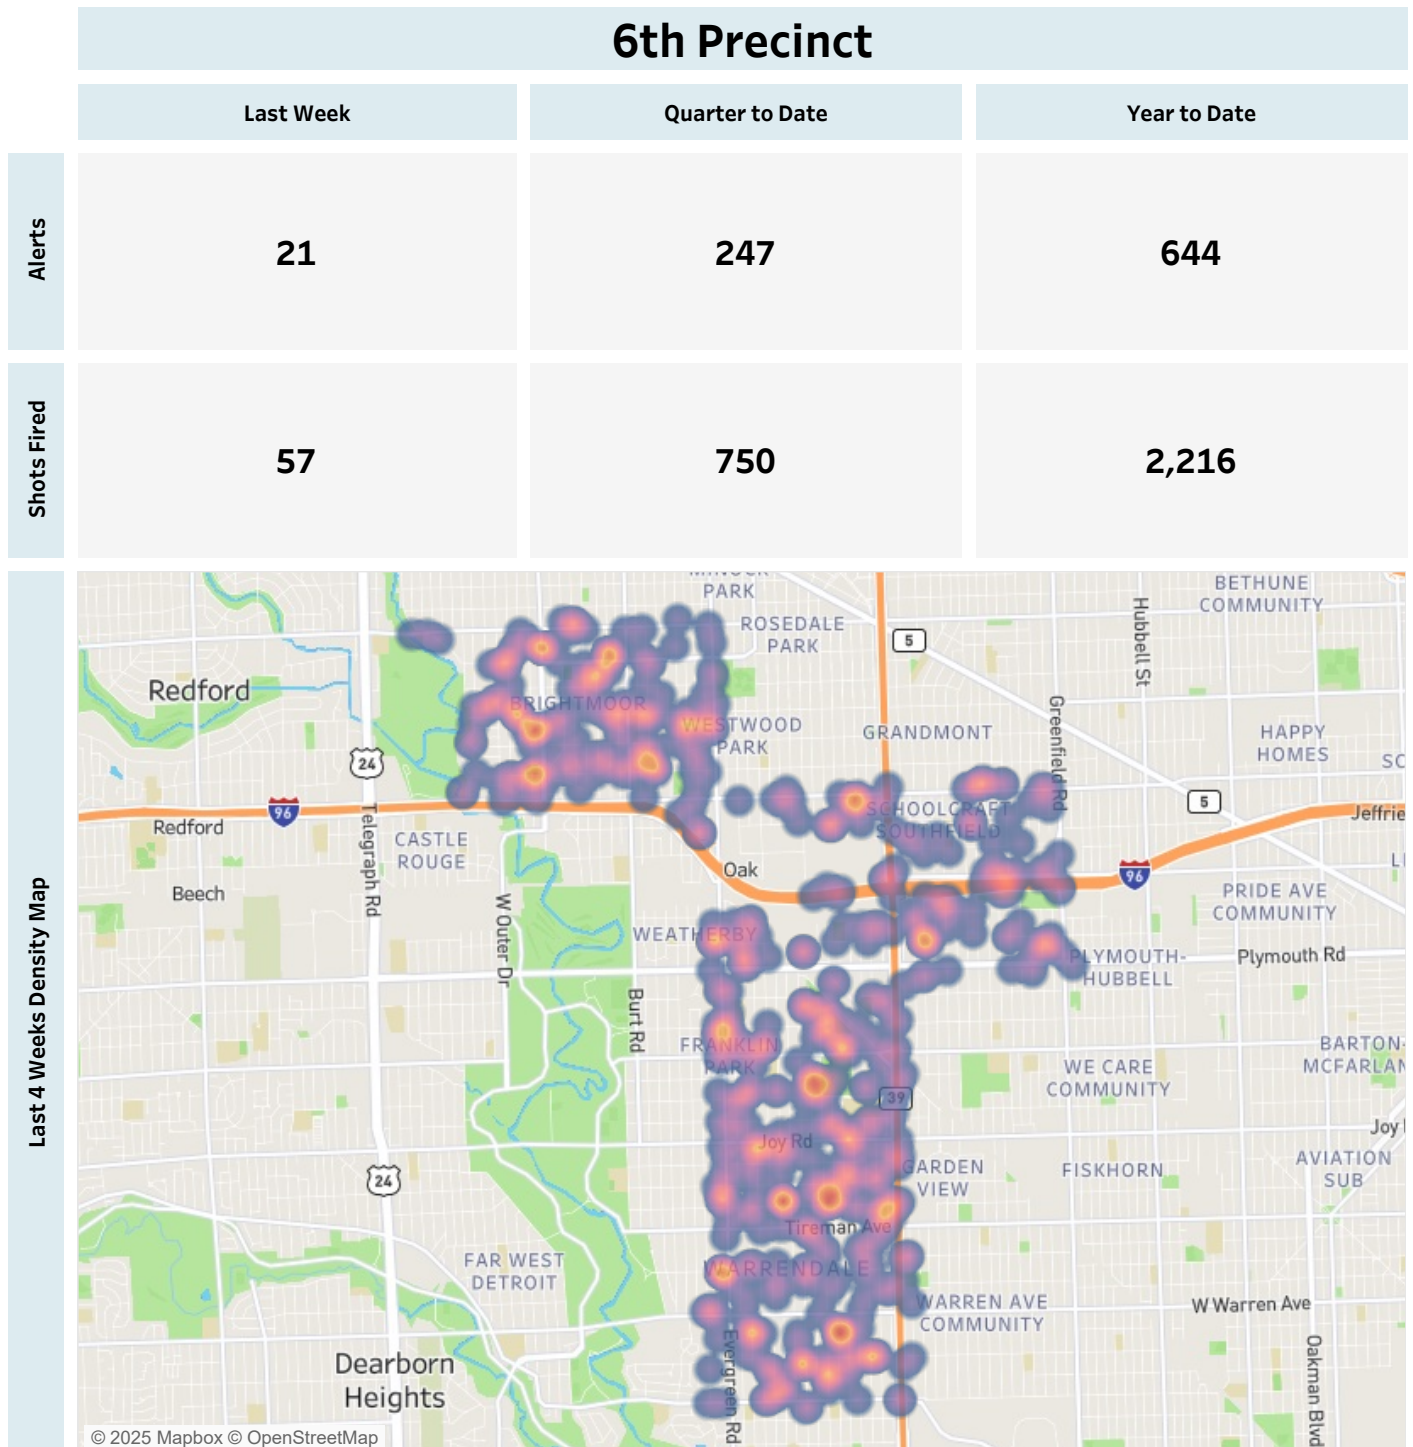 6th Precinct
Last Week
Quarter to Date
Year to Date
Alerts
21
247
644
Shots Fired
57
750
2,216
Last 4 Weeks Density Map
PARK
BETHUNE
COMMUNITY
Hubbell St
ROSEDALE
PARK
5
Redford
BRIGHTMOOR
Greenfield Rd
WESTWOOD
PARK
GRANDMONT
HAPPY
HOMES
SC
24
96
5
SCHOOLCRAFT
SOUTHFIELD
Jeffrie
Redford
Telegraph Rd
CASTLE
ROUGE
Oak
96
Beech
W Outer Dr
PRIDE AVE
COMMUNITY
WEATHERBY
PLYMOUTH-
HUBBELL
Plymouth Rd
Burt Rd
FRANKLIN
PARK
WE CARE
COMMUNITY
BARTON-
MCFARLAN
39
Joy Rd
Joy
24
GARDEN
VIEW
FISKHORN
AVIATION
SUB
Tireman Ave
FAR WEST
DETROIT
WARRENDALE
WARREN AVE
COMMUNITY
W Warren Ave
Evergreen Rd
Oakman Blvd
Dearborn
Heights
© 2025 Mapbox © OpenStreetMap